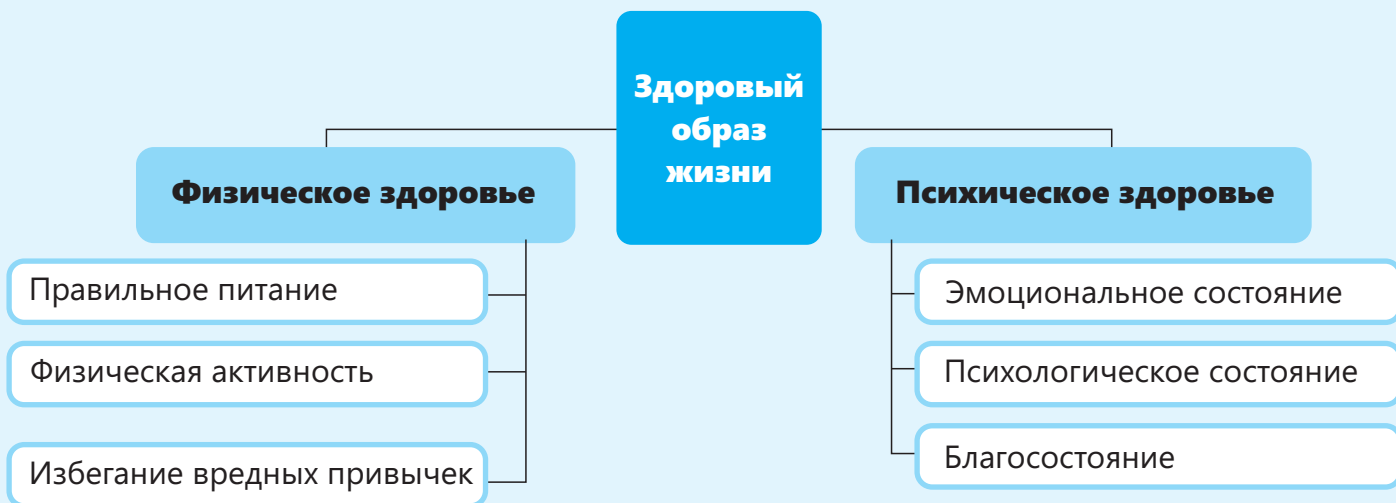 Здоровый
образ
жизни
Физическое здоровье
Правильное питание
Физическая активность
Избегание вредных привычек
Психическое здоровье
Эмоциональное состояние
Психологическое состояние
Благосостояние